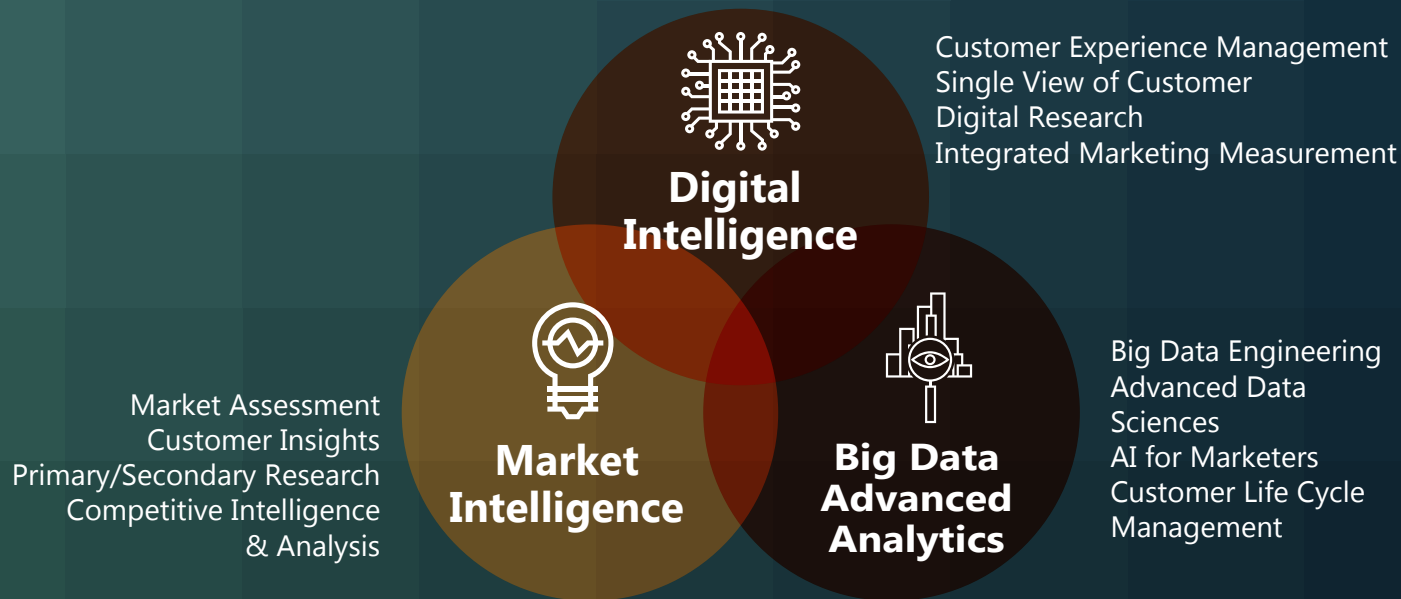 Customer Experience Management
Single View of Customer
Digital Research
Integrated Marketing Measurement
Digital
Intelligence
Market Assessment
Customer Insights
Primary/Secondary Research
Competitive Intelligence
& Analysis
Market
Intelligence
Big Data
Advanced
Analytics
Big Data Engineering
Advanced Data
Sciences
AI for Marketers
Customer Life Cycle
Management